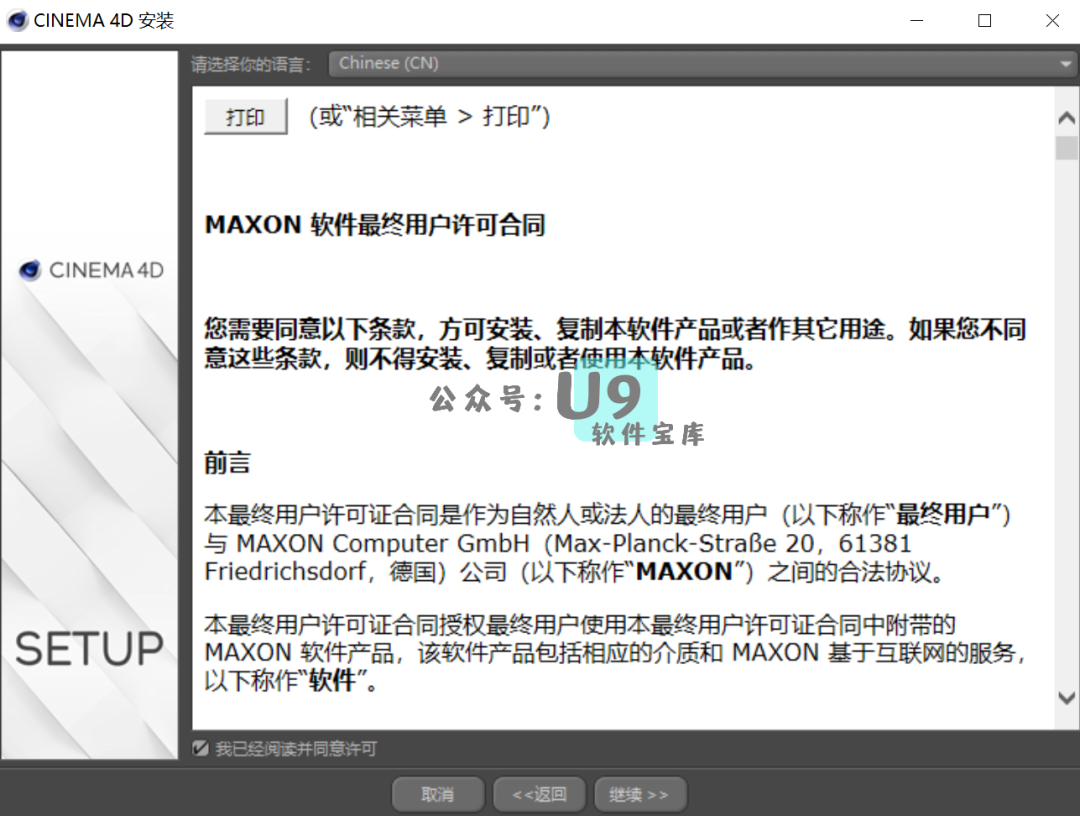 CINEMA 4D 安装
请选择你的语言：
Chinese (CN)
打印 (或“相关菜单 > 打印”)
MAXON 软件最终用户许可合同
您需要同意以下条款，方可安装、复制本软件产品或者作其它用途。如果您不同
意这些条款，则不得安装、复制或者使用本软件产品。
公众号：U9
软件宝库
前言
本最终用户许可证合同是作为自然人或法人的最终用户（以下称作“最终用户”）
与 MAXON Computer GmbH（Max-Planck-Straße 20，61381
Friedrichsdorf，德国）公司（以下称作“MAXON”）之间的合法协议。
本最终用户许可证合同授权最终用户使用本最终用户许可证合同中附带的
MAXON 软件产品，该软件产品包括相应的介质和 MAXON 基于互联网的服务，
以下称作“软件”。
CINEMA 4D
SETUP
我已经阅读并同意许可
取消
<<返回
继续 >>